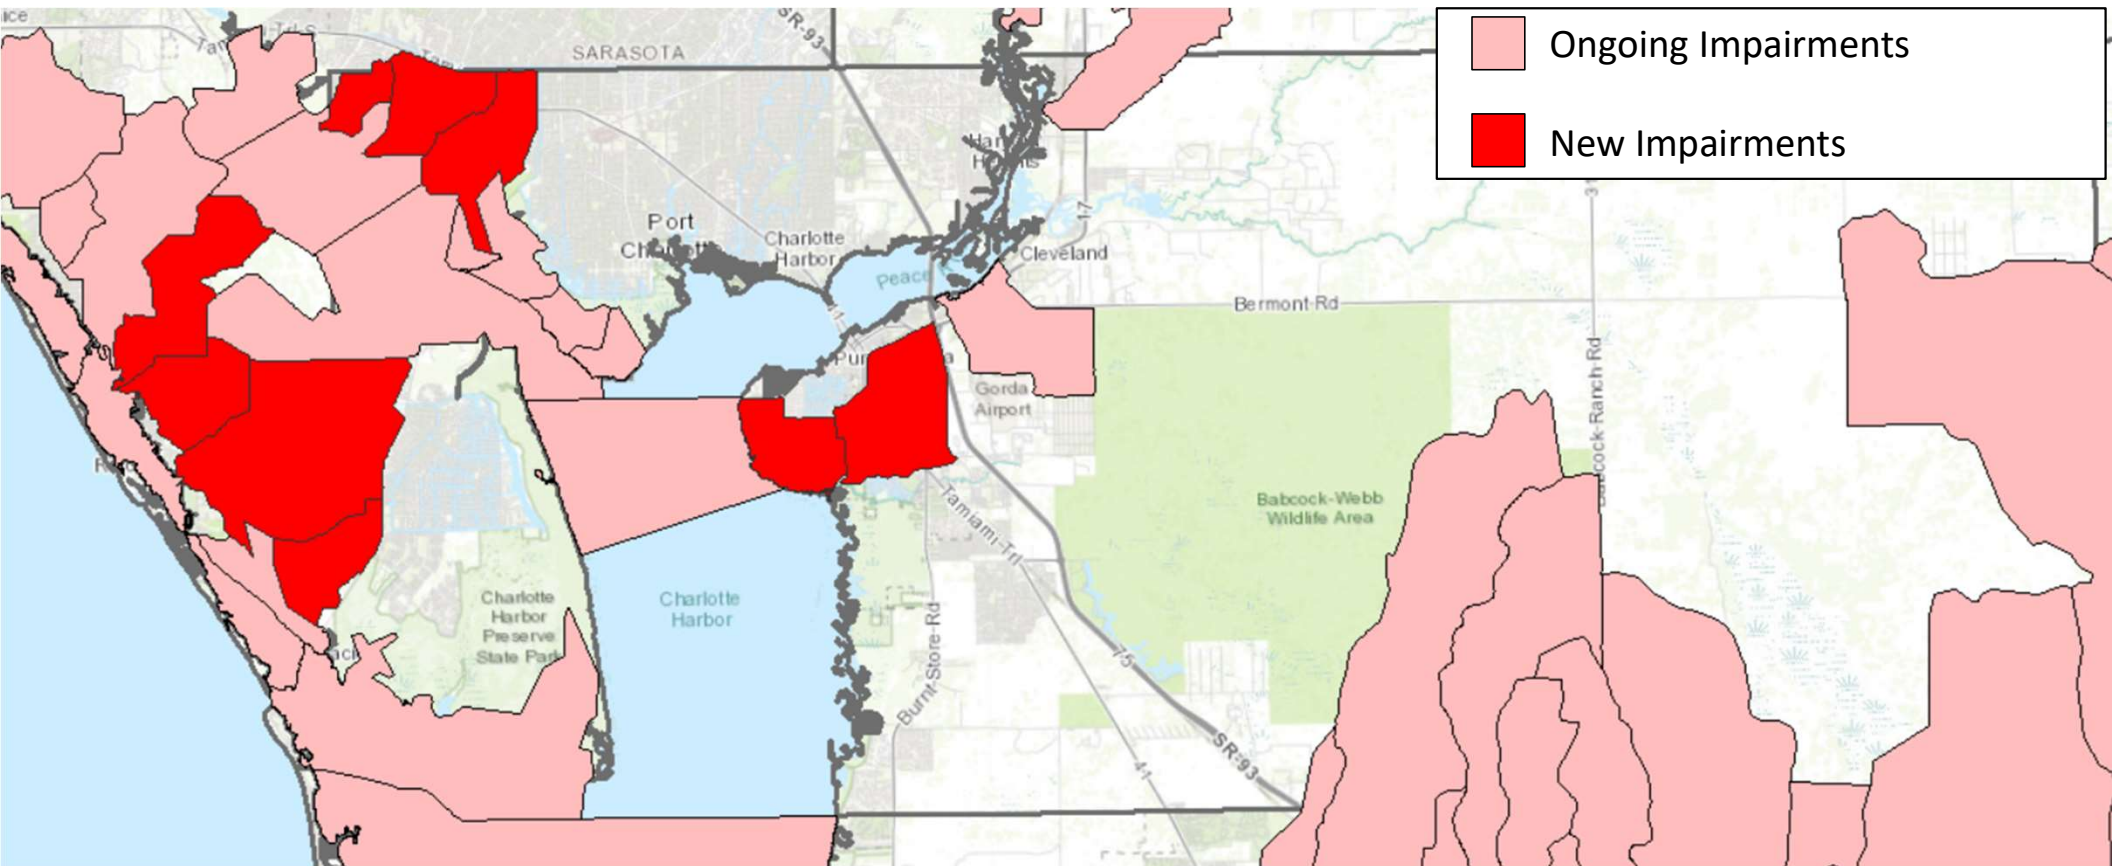 SARASOTA
SR-93
Ongoing Impairments
New Impairments
Port
Charlotte
Harbor
Peace
Cleveland
17
31
Bermont Rd
Gorda
Airport
Babcock-Ranch-Rd
Babcock-Webb
Wildlife Area
Tamiami-Trl
Charlotte
Harbor
Preserve
State Park
Charlotte
Harbor
Burnt-Store-Rd
75
SR-93
41